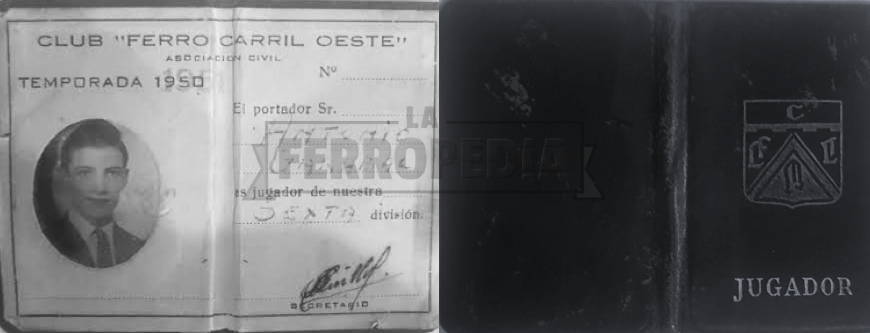 CLUB "FERRO CARRIL OESTE"
ASOCIACION CIVIL
TEMPORADA 1950
Nº
El portador Sr.
es jugador de nuestra
SEXTA división.
SECRETARIO
LA
FERROPEDIA
C
F O
JUGADOR